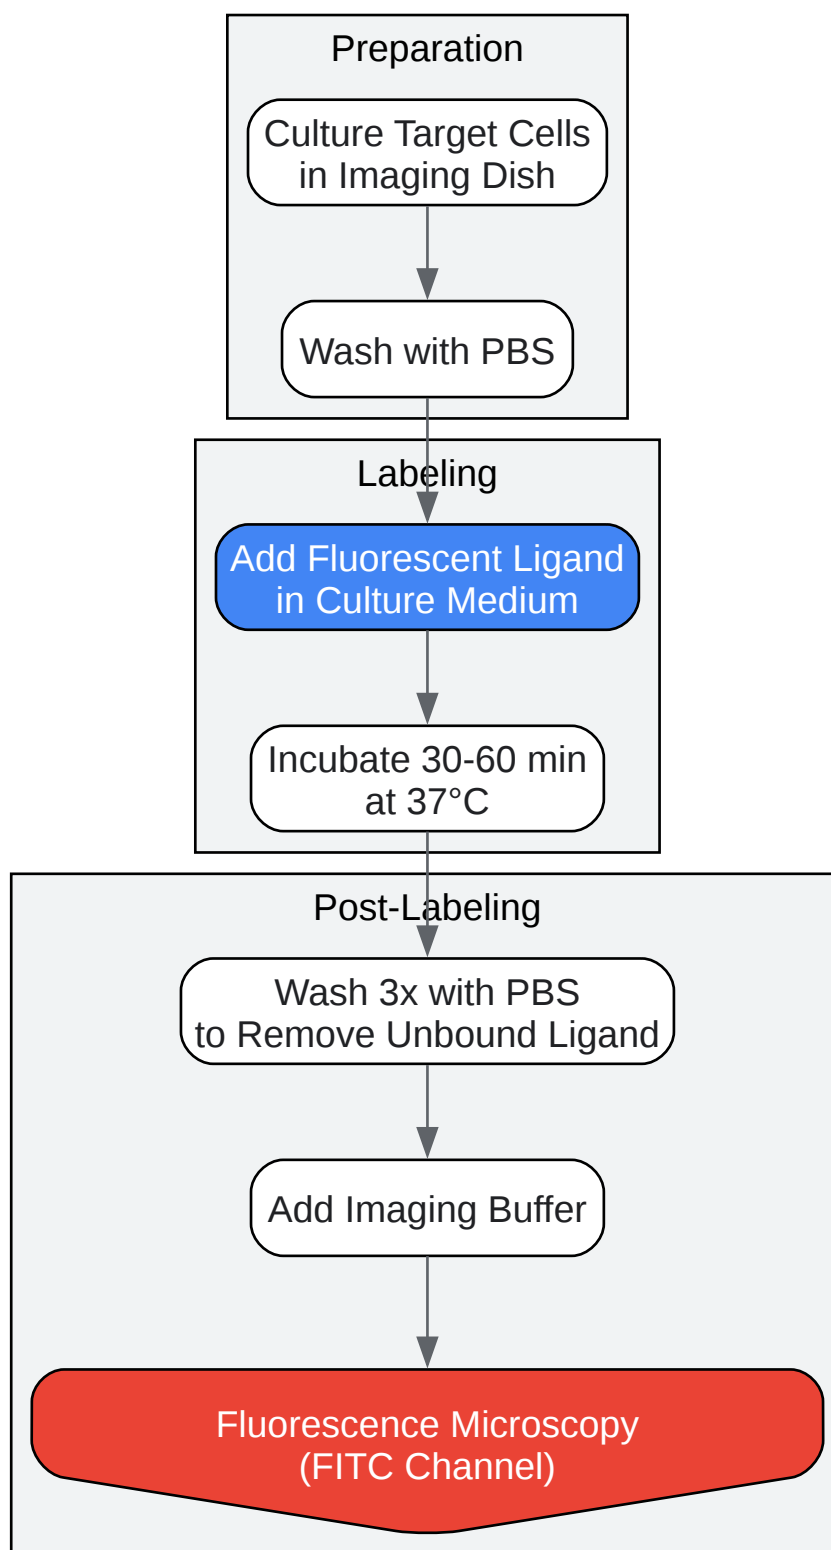 Preparation
Culture Target Cells
in Imaging Dish
Wash with PBS
Labeling
Add Fluorescent Ligand
in Culture Medium
Incubate 30-60 min
at 37°C
Post-Labeling
Wash 3x with PBS
to Remove Unbound Ligand
Add Imaging Buffer
Fluorescence Microscopy
(FITC Channel)